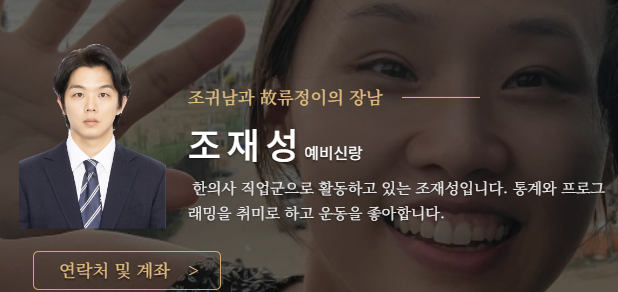 조귀남과 故류정이의 장남
조재성 예비신랑
한의사 직업군으로 활동하고 있는 조재성입니다. 통계와 프로그
래밍을 취미로 하고 운동을 좋아합니다.
연락처 및 계좌 >